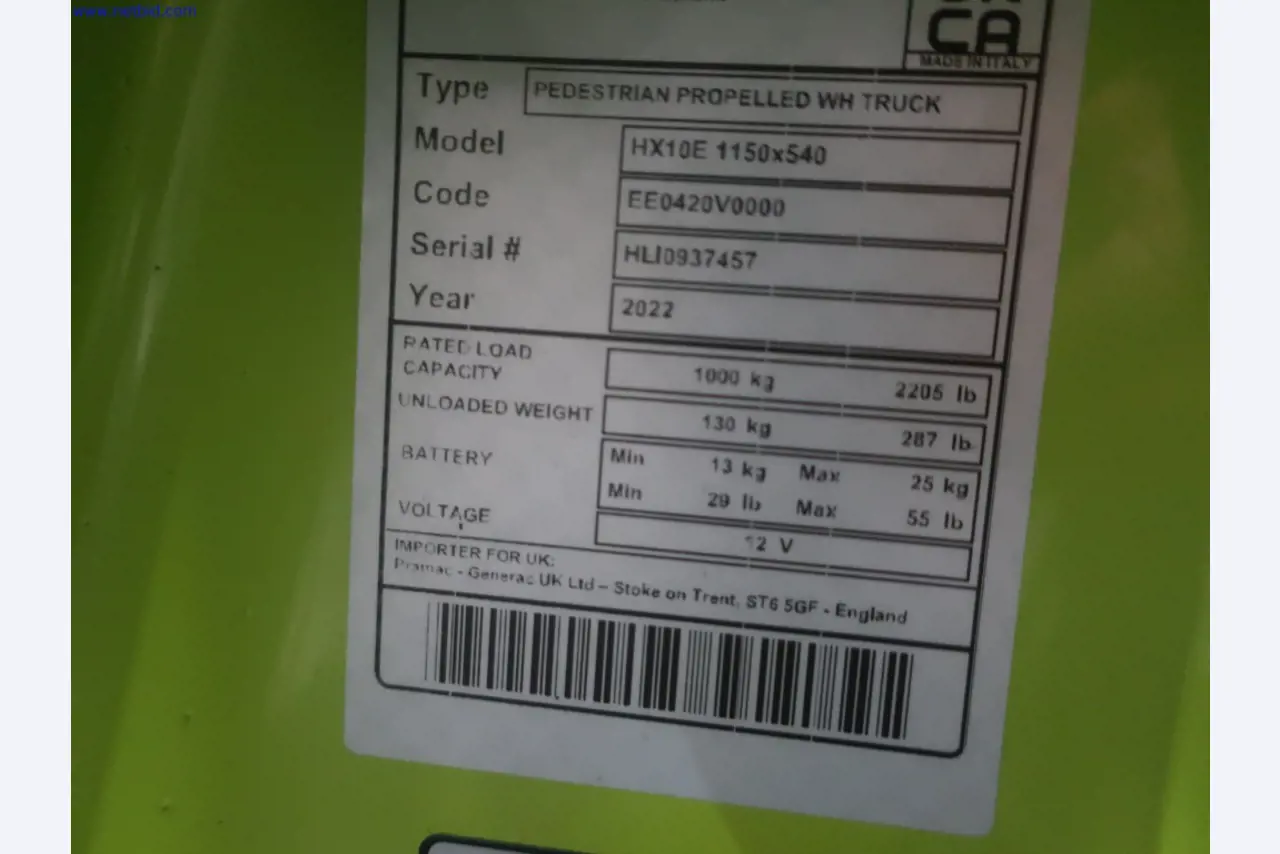 www.netbid.com
CA
MADE IN ITALY
Type PEDESTRIAN PROPELLED WH TRUCK
Model HX10E 1150x540
Code EE0420V0000
Serial # HLI0937457
Year 2022
RATED LOAD
CAPACITY 1000 kg 2205 lb
UNLOADED WEIGHT 130 kg 287 lb
BATTERY Min 13 kg Max 25 kg
Min 29 lb Max 55 lb
VOLTAGE 12 V
IMPORTER FOR UK:
Pramac - Generac UK Ltd – Stoke on Trent, ST6 5GF - England